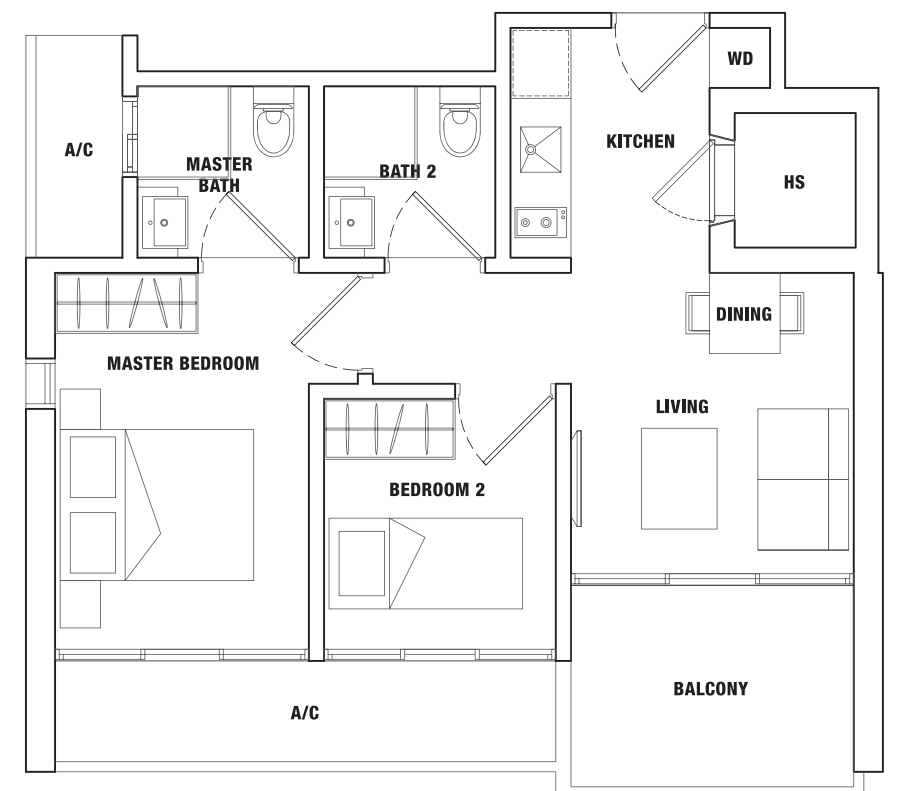 WD
KITCHEN
A/C
MASTER
BATH
BATH 2
HS
DINING
MASTER BEDROOM
LIVING
BEDROOM 2
BALCONY
A/C